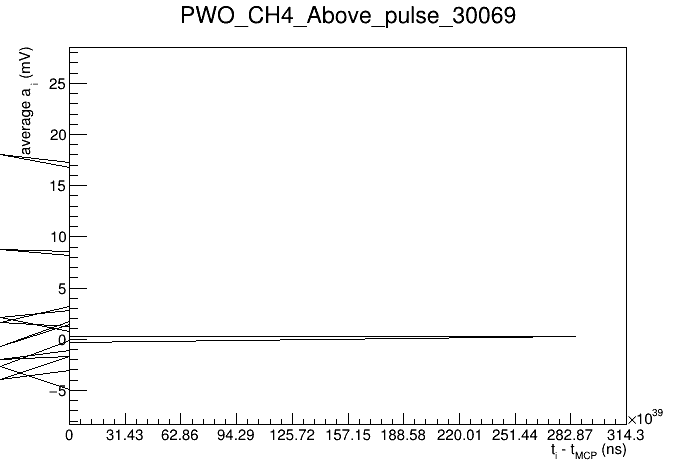 PWO_CH4_Above_pulse_30069
average a i (mV)
25
20
15
10
5
0
−5
0 31.43 62.86 94.29 125.72 157.15 188.58 220.01 251.44 282.87 314.3
×10^39
t_i - t_MCP (ns)